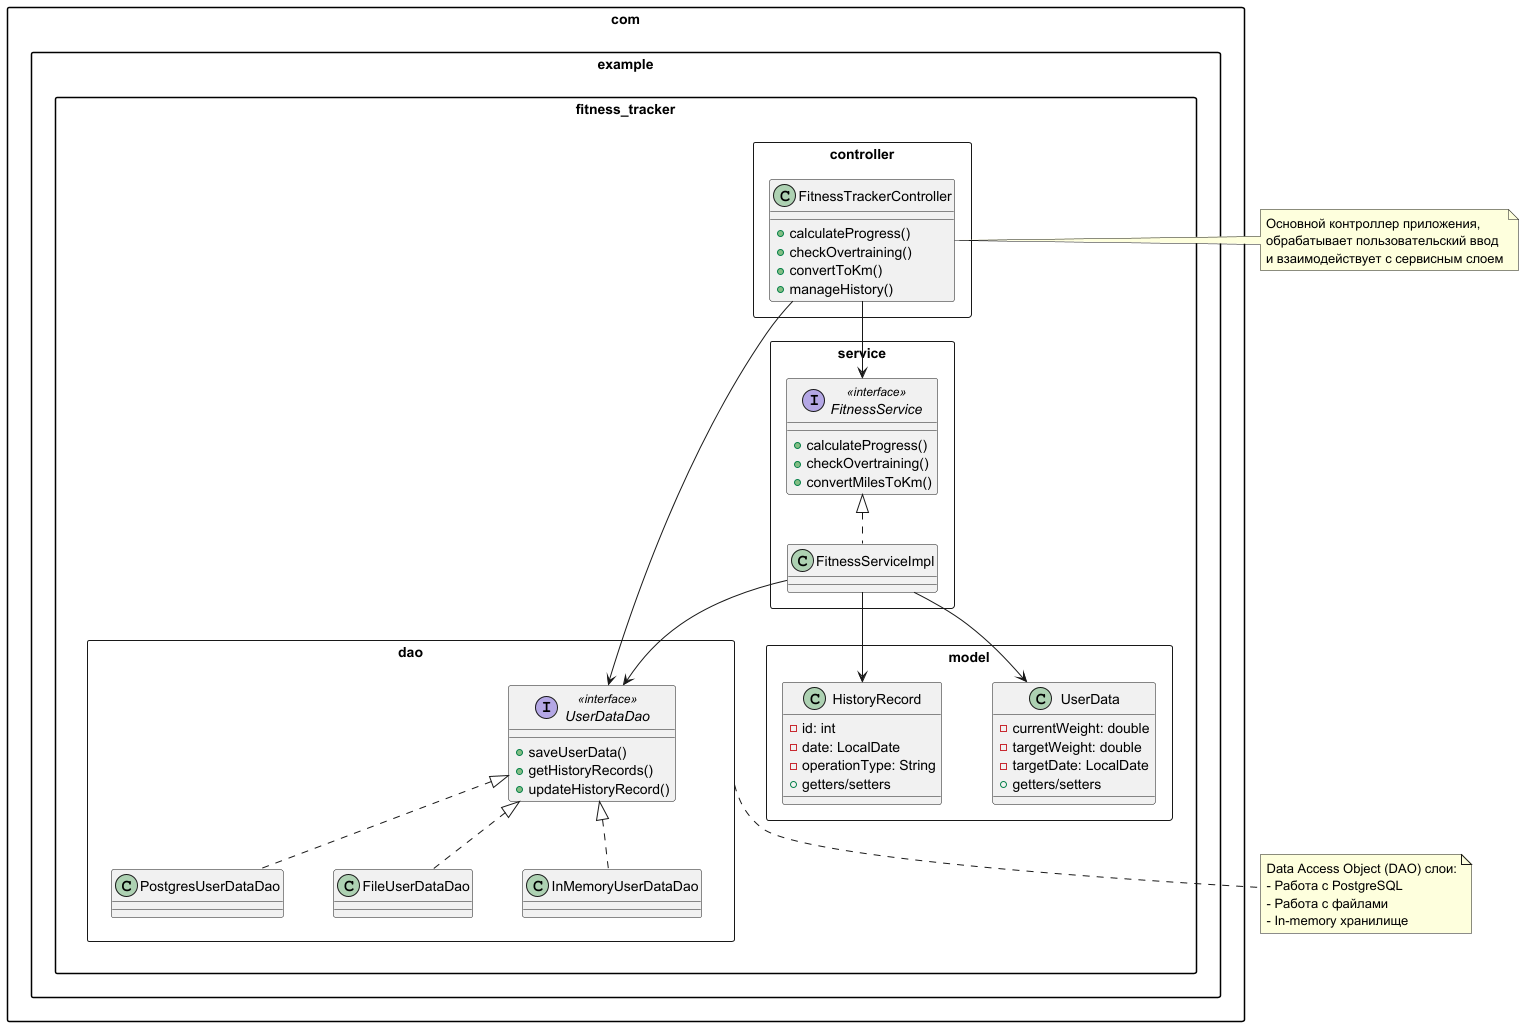 com
example
fitness_tracker
controller
C FitnessTrackerController
calculateProgress()
checkOvertraining()
convertToKm()
manageHistory()
Основной контроллер приложения,
обрабатывает пользовательский ввод
и взаимодействует с сервисным слоем
service
«interface»
I FitnessService
calculateProgress()
checkOvertraining()
convertMilesToKm()
C FitnessServiceImpl
dao
«interface»
I UserDataDao
saveUserData()
getHistoryRecords()
updateHistoryRecord()
C PostgresUserDataDao
C FileUserDataDao
C InMemoryUserDataDao
model
C HistoryRecord
id: int
date: LocalDate
operationType: String
getters/setters
C UserData
currentWeight: double
targetWeight: double
targetDate: LocalDate
getters/setters
Data Access Object (DAO) слои:
- Работа с PostgreSQL
- Работа с файлами
- In-memory хранилище